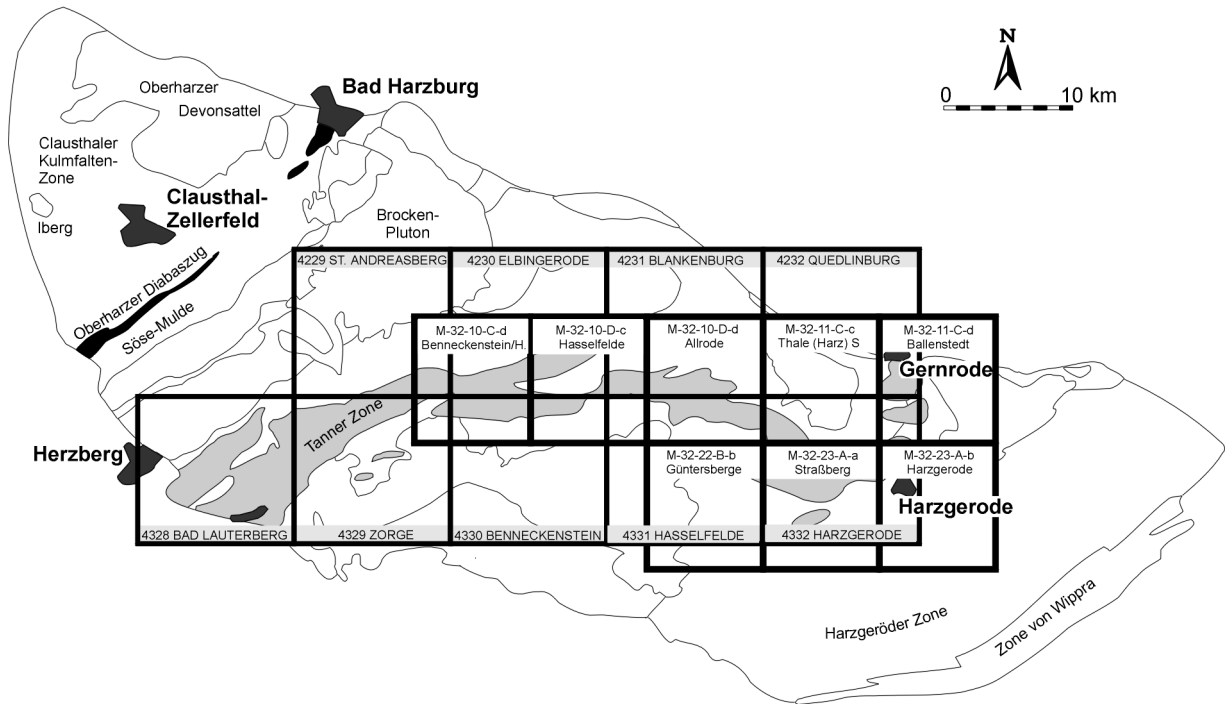 N
0 10 km
Oberharzer
Devonsattel
Bad Harzburg
Clausthaler
Kulmfalten-
Zone
Iberg
Clausthal-
Zellerfeld
Brocken-
Pluton
Oberharzer Diabaszug
Söse-Mulde
4229 ST. ANDREASBERG
4230 ELBINGERODE
4231 BLANKENBURG
4232 QUEDLINBURG
M-32-10-C-d
Benneckenstein/H.
M-32-10-D-c
Hasselfelde
M-32-10-D-d
Allrode
M-32-11-C-c
Thale (Harz) S
M-32-11-C-d
Ballenstedt
Gernrode
Tanner Zone
Herzberg
M-32-22-B-b
Güntersberge
M-32-23-A-a
Straßberg
M-32-23-A-b
Harzgerode
Harzgerode
4328 BAD LAUTERBERG
4329 ZORGE
4330 BENNECKENSTEIN
4331 HASSELFELDE
4332 HARZGERODE
Harzgeröder Zone
Zone von Wippra